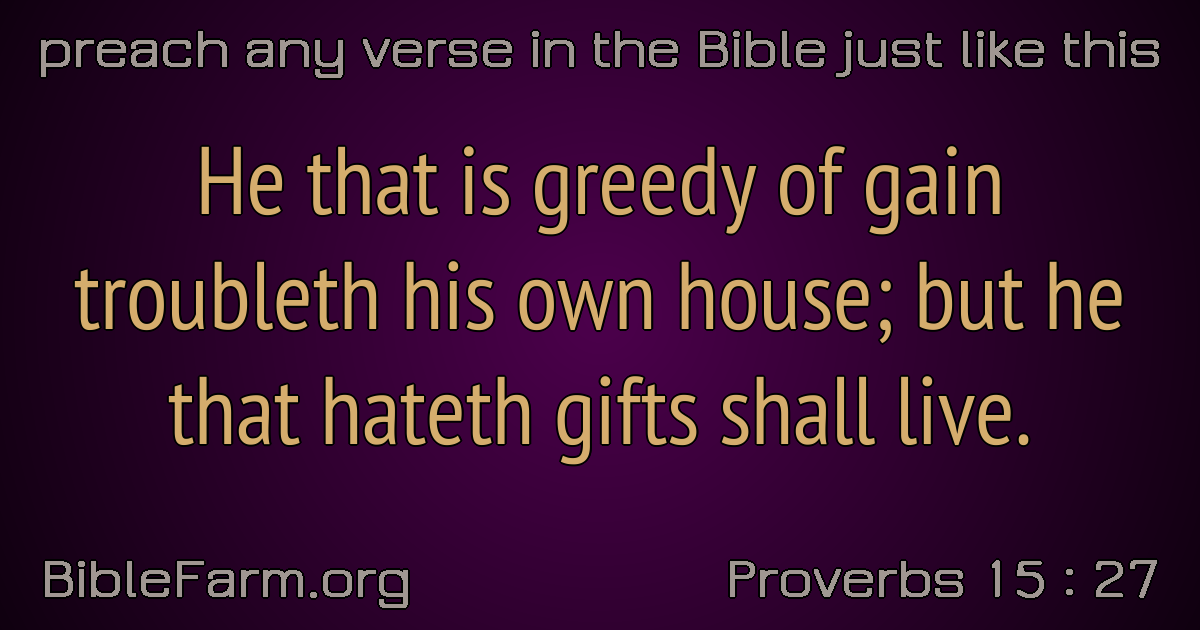 preach any verse in the Bible just like this
He that is greedy of gain
troubleth his own house; but he
that hateth gifts shall live.
BibleFarm.org
Proverbs 15 : 27